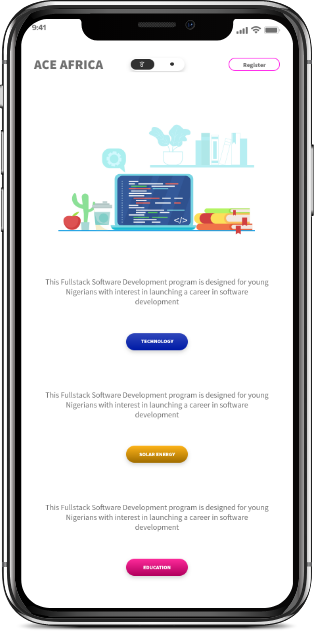 9:41
ACE AFRICA
Register
</>
This Fullstack Software Development program is designed for young
Nigerians with interest in launching a career in software
development
TECHNOLOGY
This Fullstack Software Development program is designed for young
Nigerians with interest in launching a career in software
development
SOLAR ENERGY
This Fullstack Software Development program is designed for young
Nigerians with interest in launching a career in software
development
EDUCATION